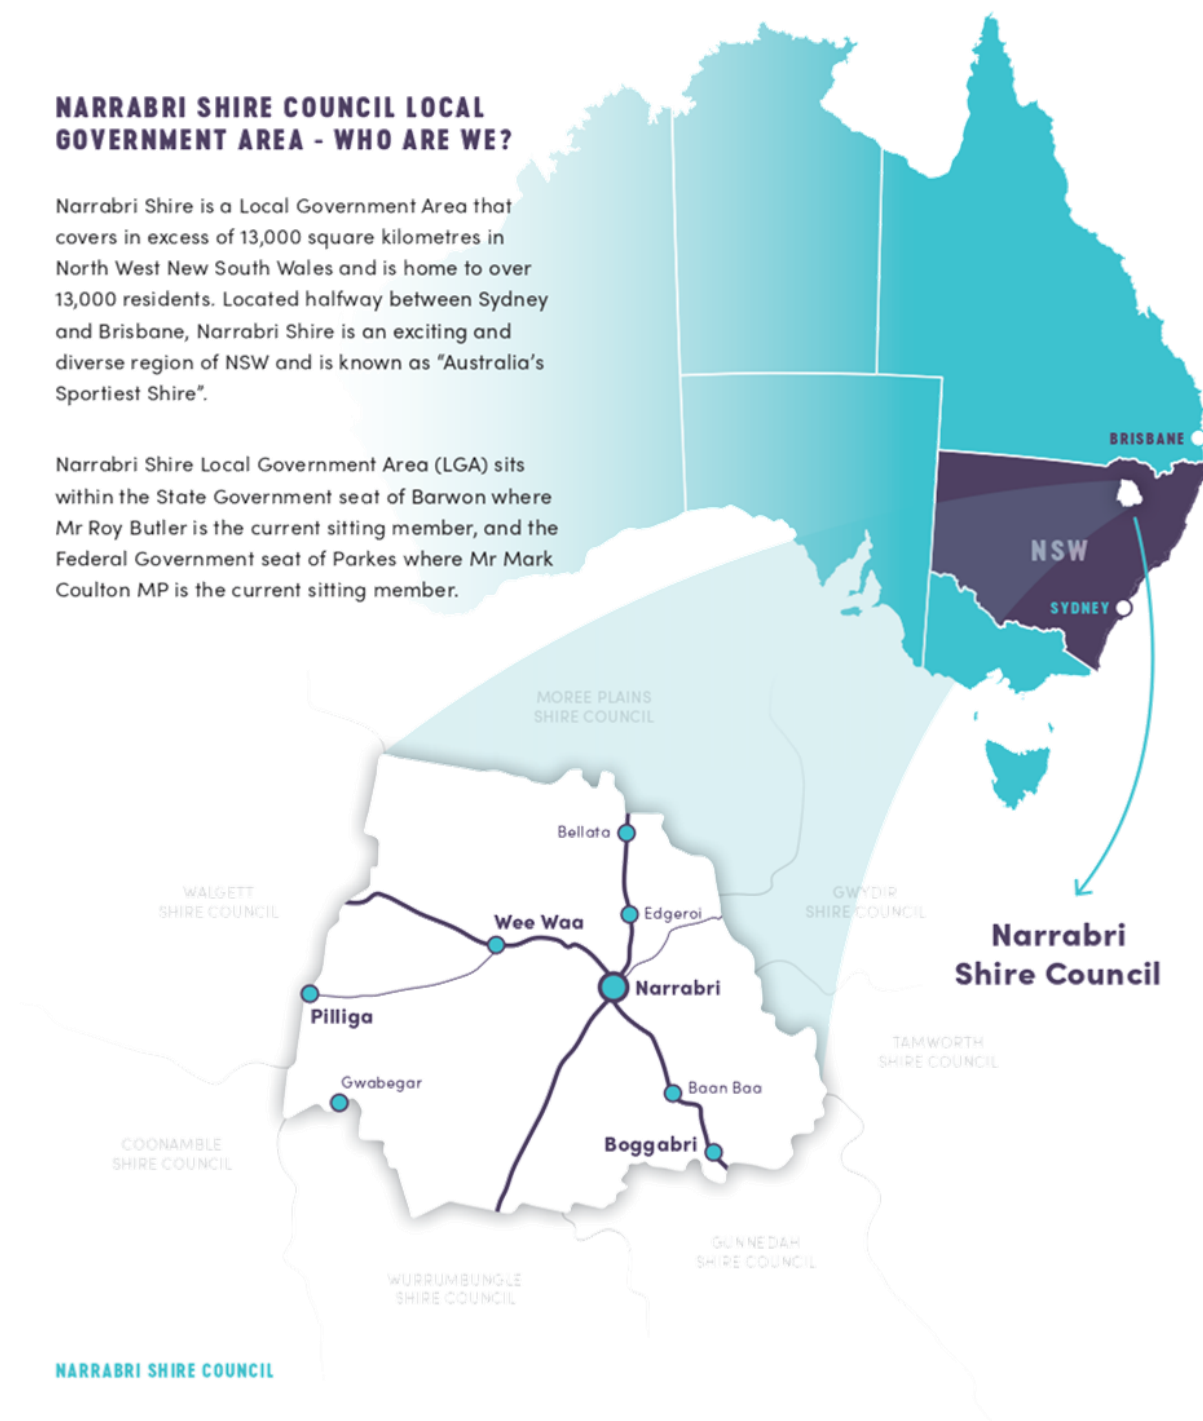 NARRABRI SHIRE COUNCIL LOCAL
GOVERNMENT AREA - WHO ARE WE?
Narrabri Shire is a Local Government Area that
covers in excess of 13,000 square kilometres in
North West New South Wales and is home to over
13,000 residents. Located halfway between Sydney
and Brisbane, Narrabri Shire is an exciting and
diverse region of NSW and is known as “Australia’s
Sportiest Shire”.
Narrabri Shire Local Government Area (LGA) sits
within the State Government seat of Barwon where
Mr Roy Butler is the current sitting member, and the
Federal Government seat of Parkes where Mr Mark
Coulton MP is the current sitting member.
BRISBANE
NSW
SYDNEY
MOREE PLAINS
SHIRE COUNCIL
Bellata
WALGETT
SHIRE COUNCIL
GWYDIR
SHIRE COUNCIL
Edgeroi
Wee Waa
Narrabri
Shire Council
Narrabri
Pilliga
TAMWORTH
SHIRE COUNCIL
Gwabegar
Baan Baa
COONAMBLE
SHIRE COUNCIL
Boggabri
GUNNEDAH
SHIRE COUNCIL
WURRUMBUNGLE
SHIRE COUNCIL
NARRABRI SHIRE COUNCIL